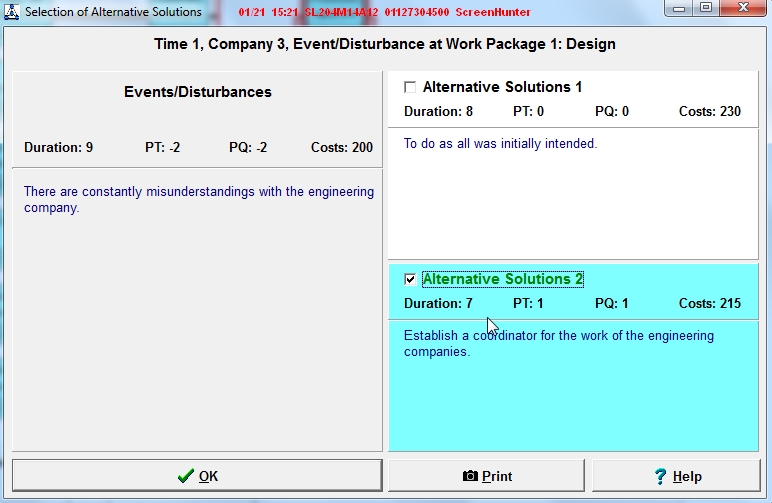 Selection of Alternative Solutions
01/21 15:21 SL204M14A12 01127304500 ScreenHunter
Time 1, Company 3, Event/Disturbance at Work Package 1: Design
Events/Disturbances
Duration: 9 PT: -2 PQ: -2 Costs: 200
There are constantly misunderstandings with the engineering
company.
Alternative Solutions 1
Duration: 8 PT: 0 PQ: 0 Costs: 230
To do as all was initially intended.
Alternative Solutions 2
Duration: 7 PT: 1 PQ: 1 Costs: 215
Establish a coordinator for the work of the engineering
companies.
OK
Print
? Help